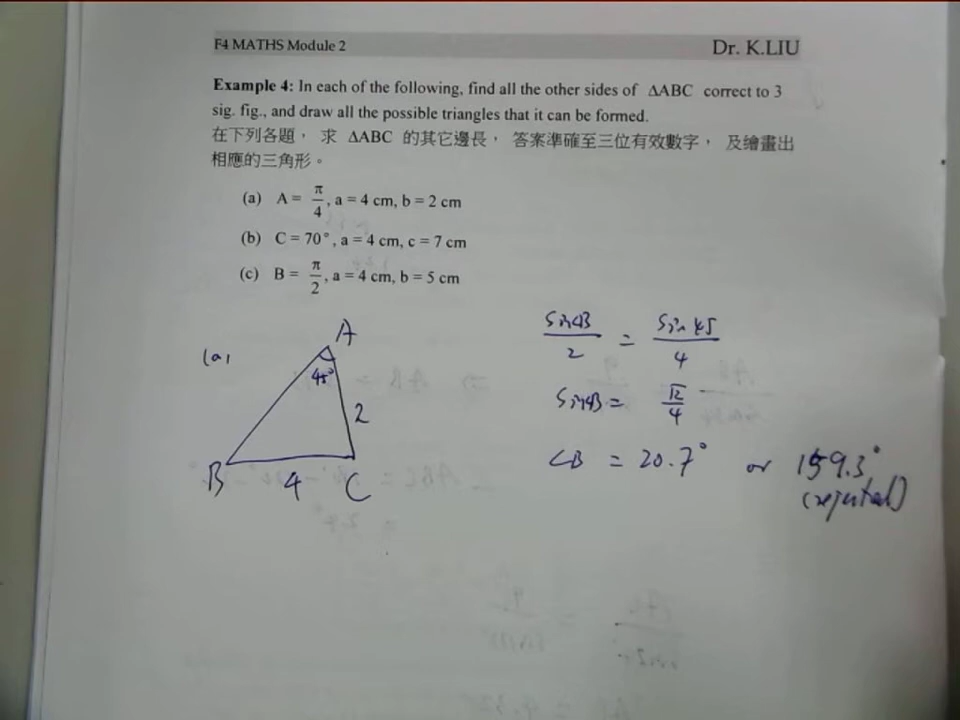 F4 MATHS Module 2 Dr. K.LIU
Example 4: In each of the following, find all the other sides of ΔABC correct to 3
sig. fig., and draw all the possible triangles that it can be formed.
在下列各題，求 ΔABC 的其它邊長，答案準確至三位有效數字，及繪畫出
相應的三角形。
(a) A = π/4, a = 4 cm, b = 2 cm
(b) C = 70°, a = 4 cm, c = 7 cm
(c) B = π/2, a = 4 cm, b = 5 cm
(a)
A
45°
2
B 4 C
sin∠B/2 = sin 45/4
sin∠B = √2/4
∠B = 20.7° or 159.3°
(rejected)